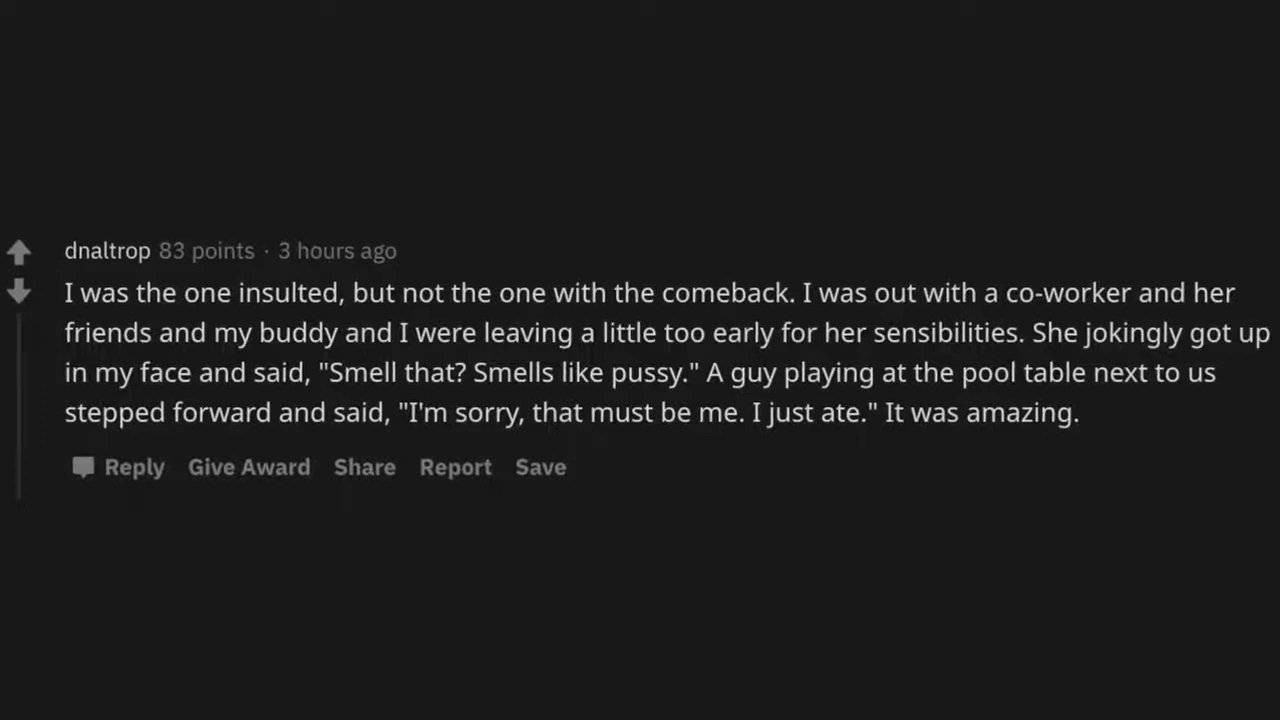 dnaltrop 83 points · 3 hours ago
I was the one insulted, but not the one with the comeback. I was out with a co-worker and her
friends and my buddy and I were leaving a little too early for her sensibilities. She jokingly got up
in my face and said, "Smell that? Smells like pussy." A guy playing at the pool table next to us
stepped forward and said, "I'm sorry, that must be me. I just ate." It was amazing.
Reply Give Award Share Report Save